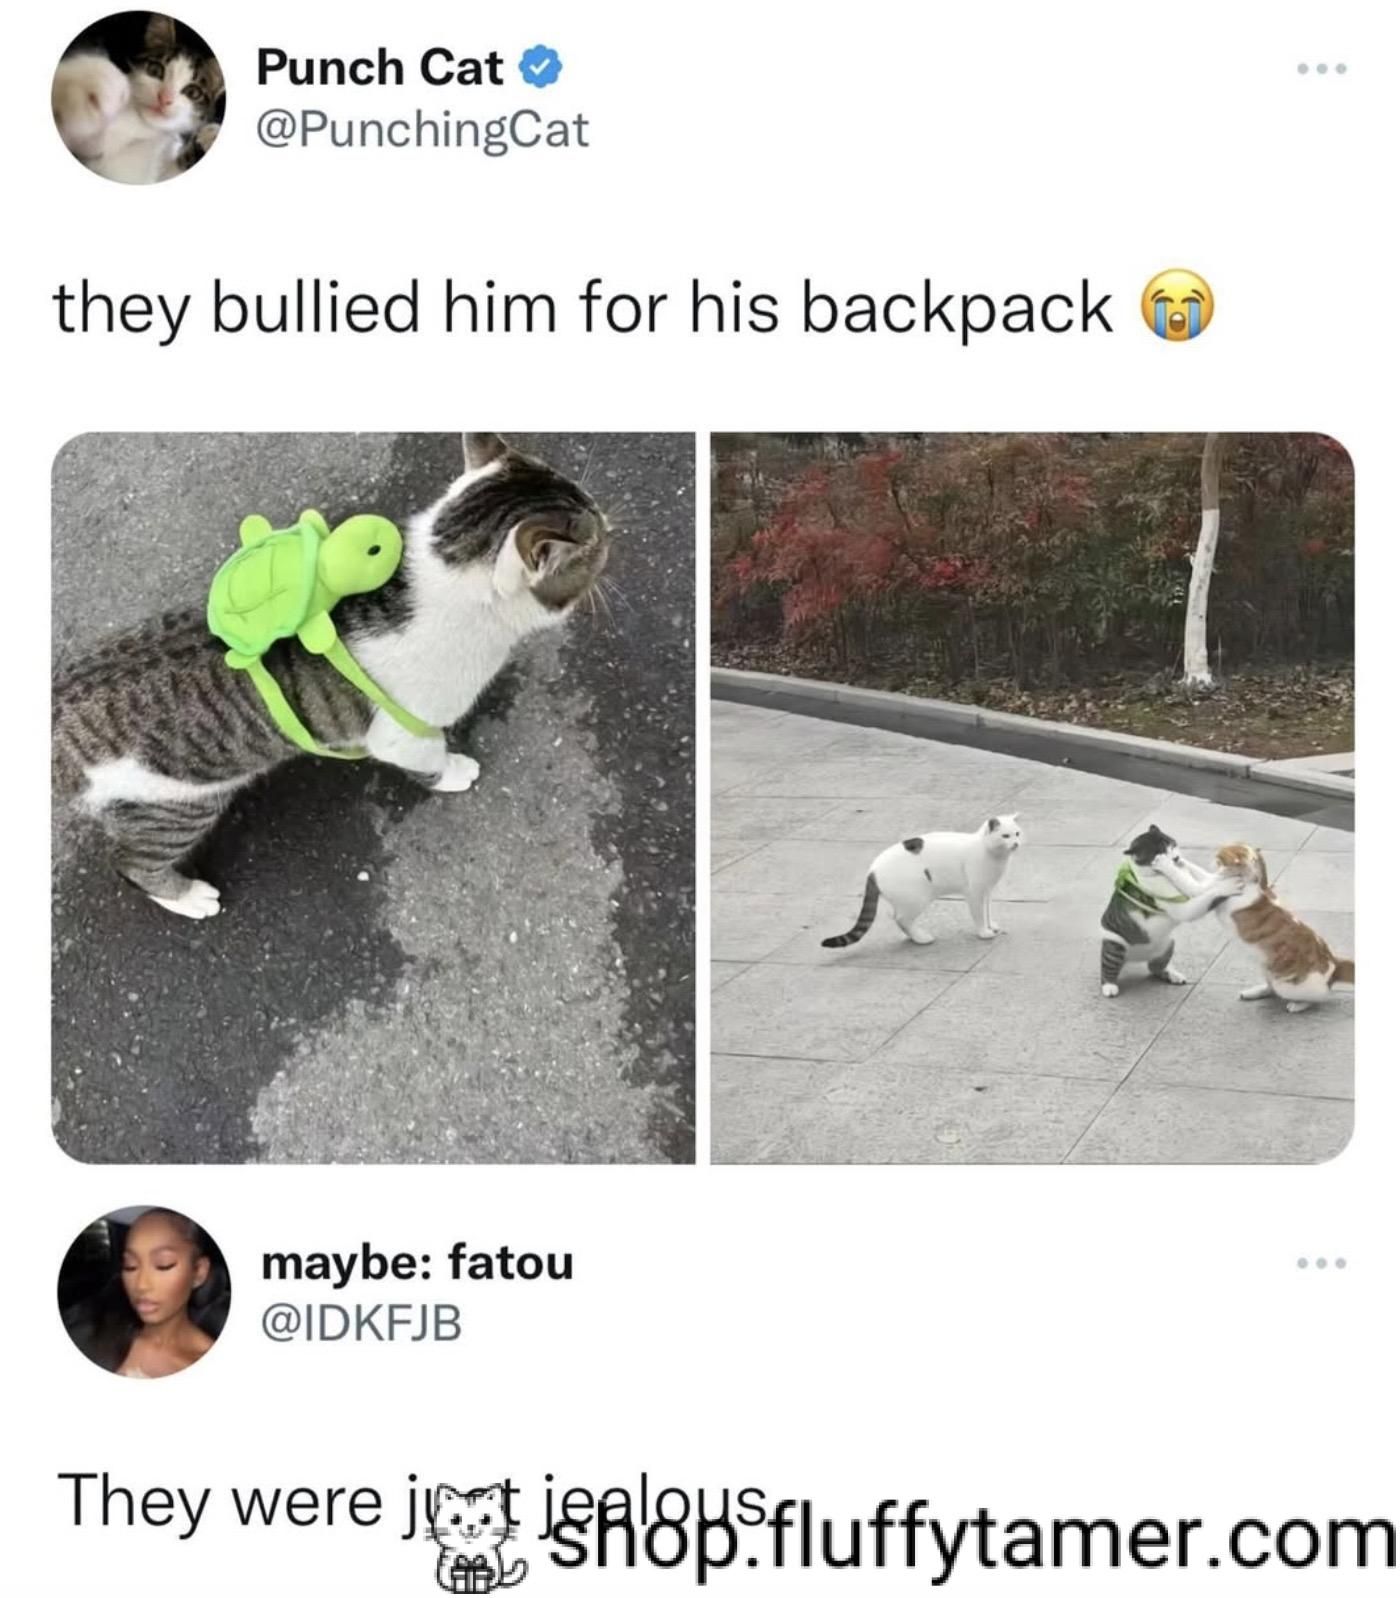 Punch Cat
@PunchingCat
they bullied him for his backpack 😭
maybe: fatou
@IDKFJB
They were just jealous.
shop.fluffytamer.com